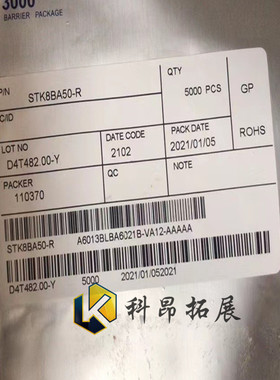 3000
BARRIER PACKAGE
P/N
STK8BA50-R
QTY
5000 PCS
GP
C/ID
LOT NO
D4T482.00-Y
DATE CODE
2102
PACK DATE
2021/01/05
ROHS
PACKER
110370
QC
NOTE
STK8BA50-R A6013BLBA6021B-VA12-AAAAA
D4T482.00-Y 5000 2021/01/052021
科昂拓展